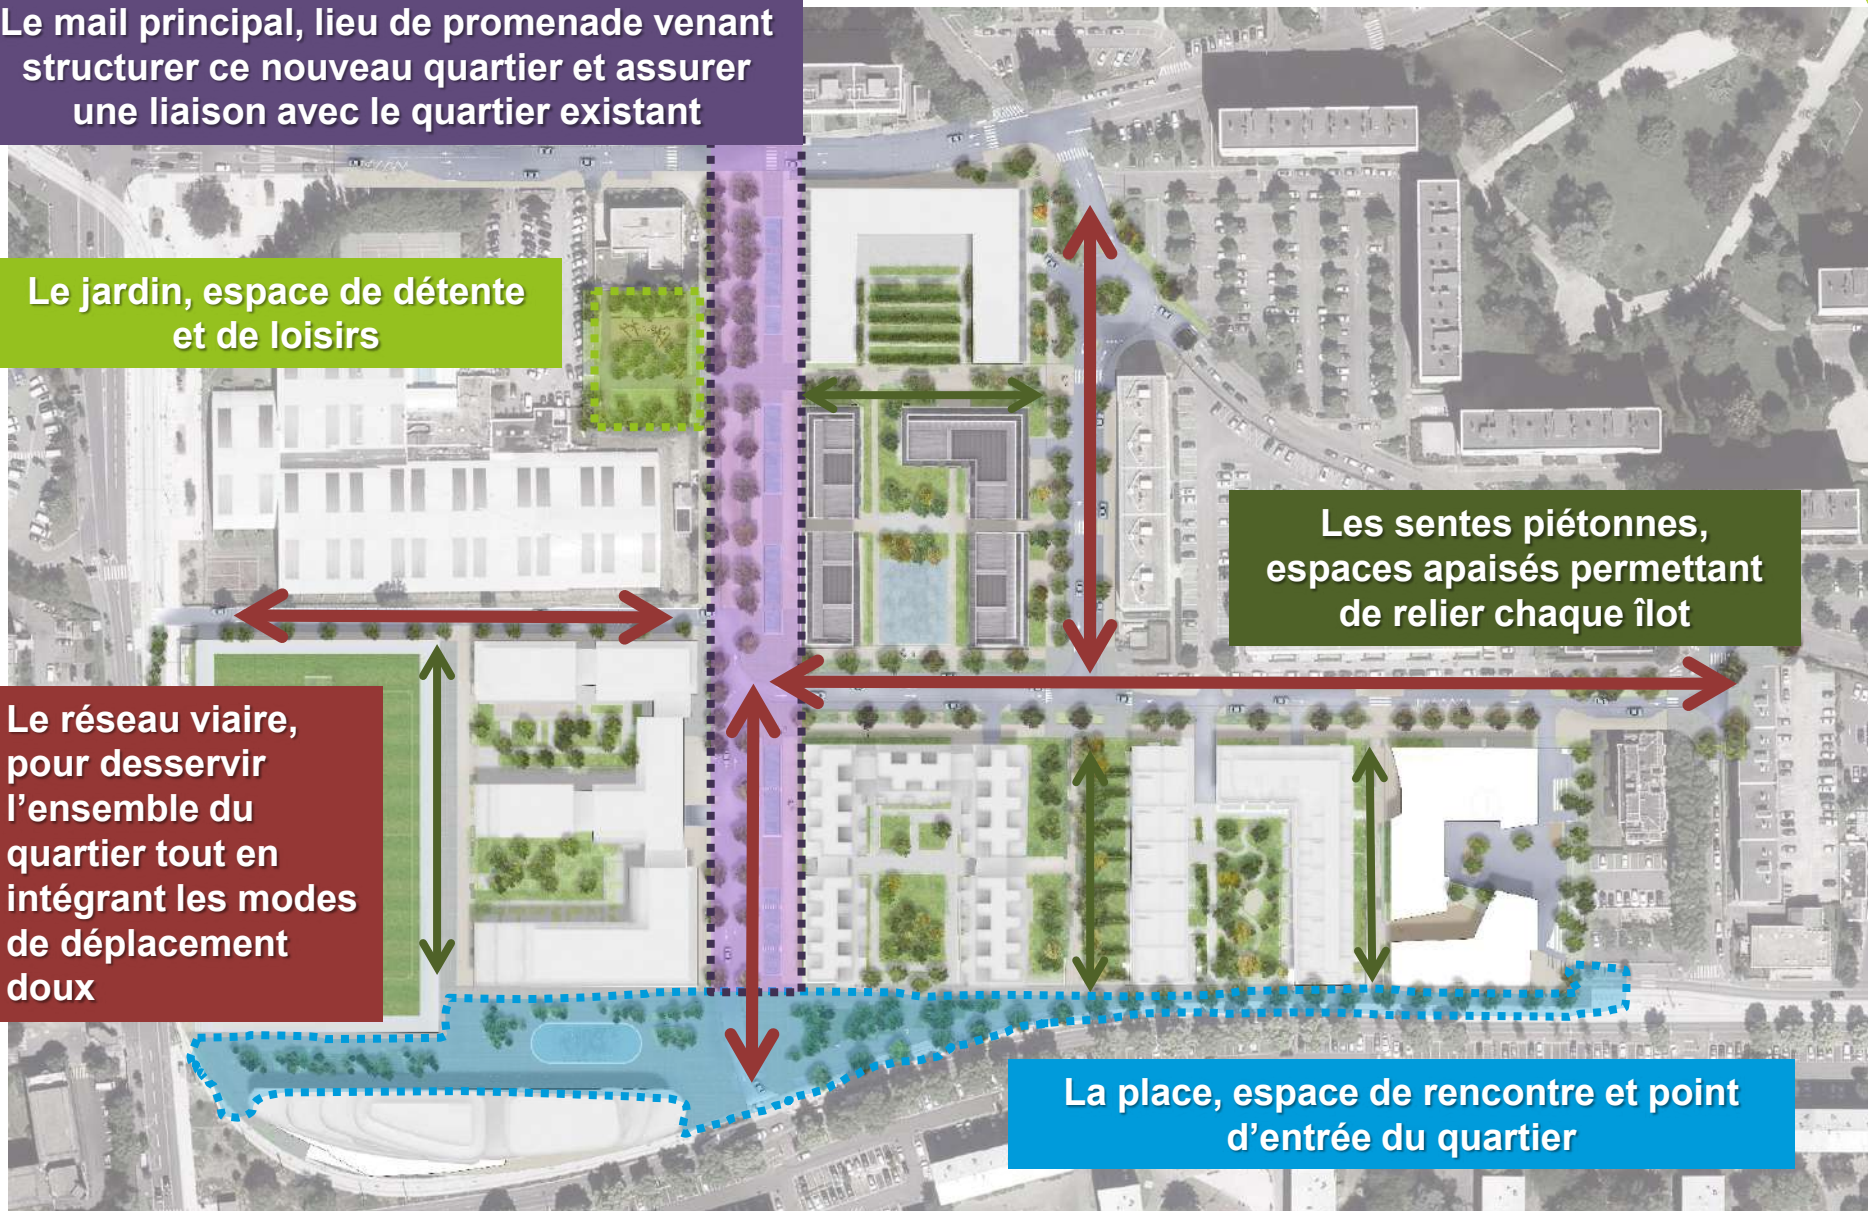 Le mail principal, lieu de promenade venant
structurer ce nouveau quartier et assurer
une liaison avec le quartier existant
Le jardin, espace de détente
et de loisirs
Les sentes piétonnes,
espaces apaisés permettant
de relier chaque îlot
Le réseau viaire,
pour desservir
l’ensemble du
quartier tout en
intégrant les modes
de déplacement
doux
La place, espace de rencontre et point
d’entrée du quartier